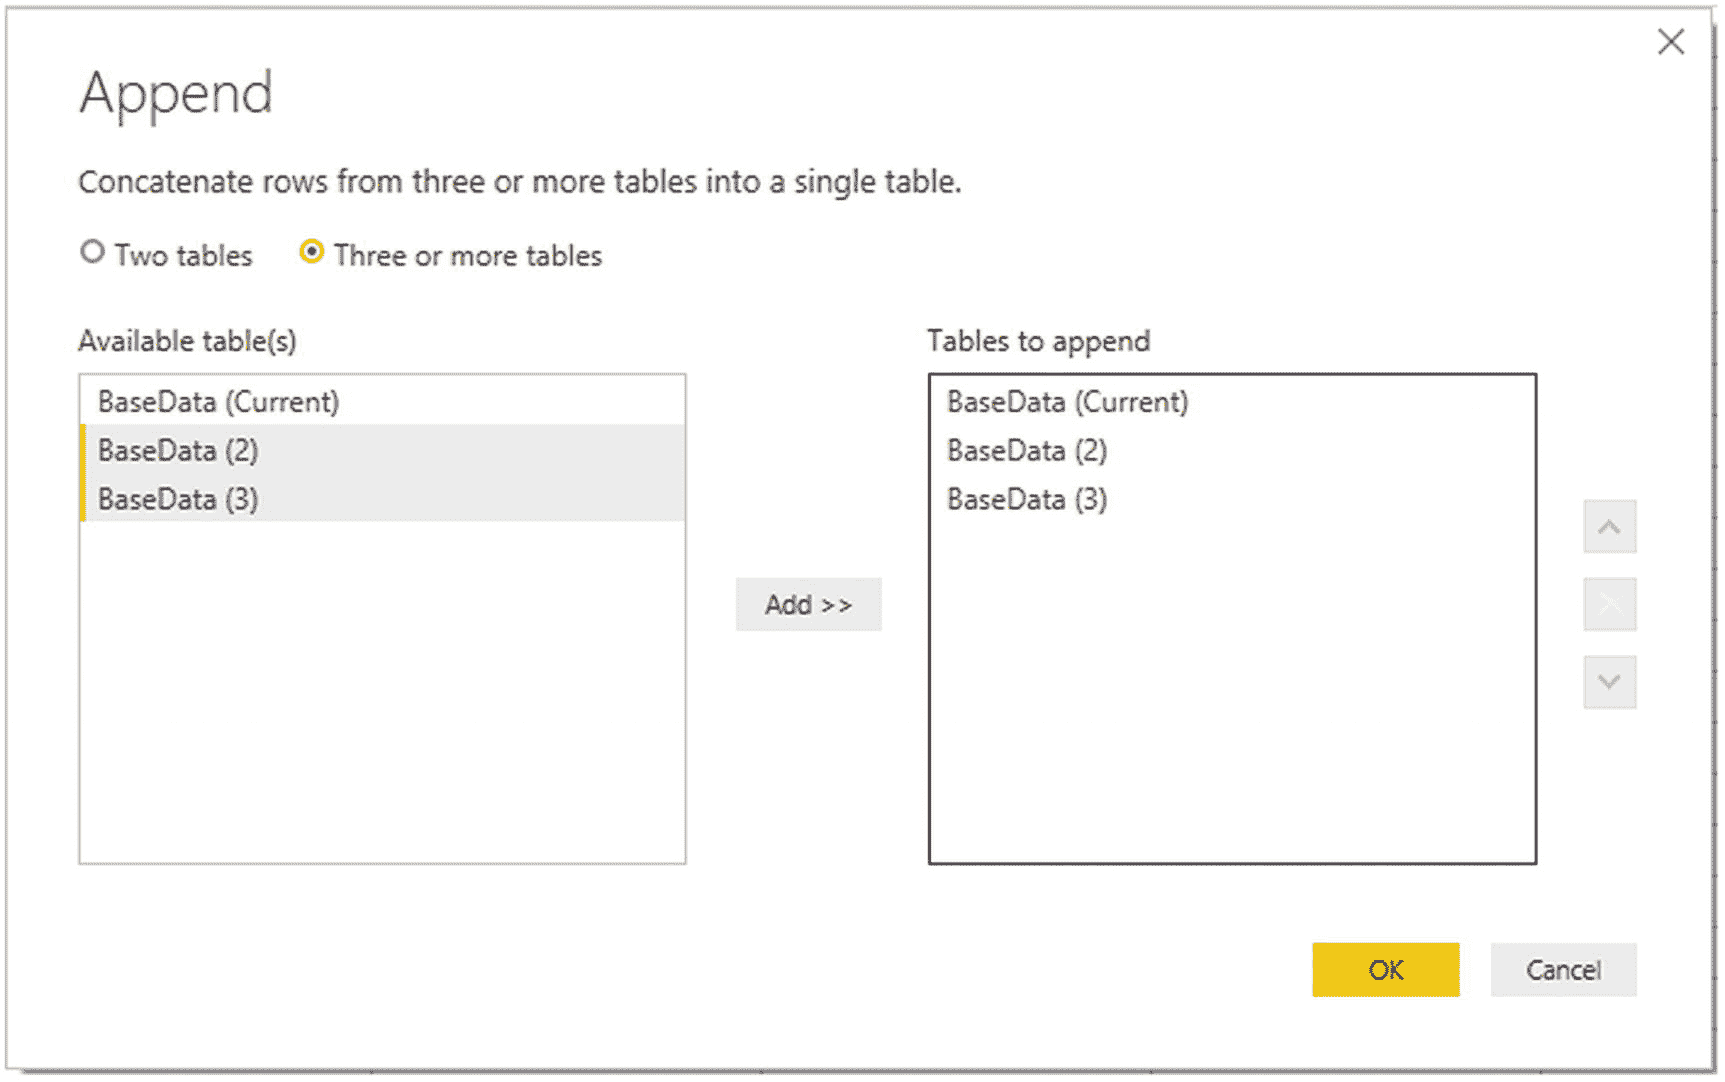 Append
Concatenate rows from three or more tables into a single table.
Two tables Three or more tables
Available table(s)
BaseData (Current)
BaseData (2)
BaseData (3)
Add >>
Tables to append
BaseData (Current)
BaseData (2)
BaseData (3)
OK Cancel